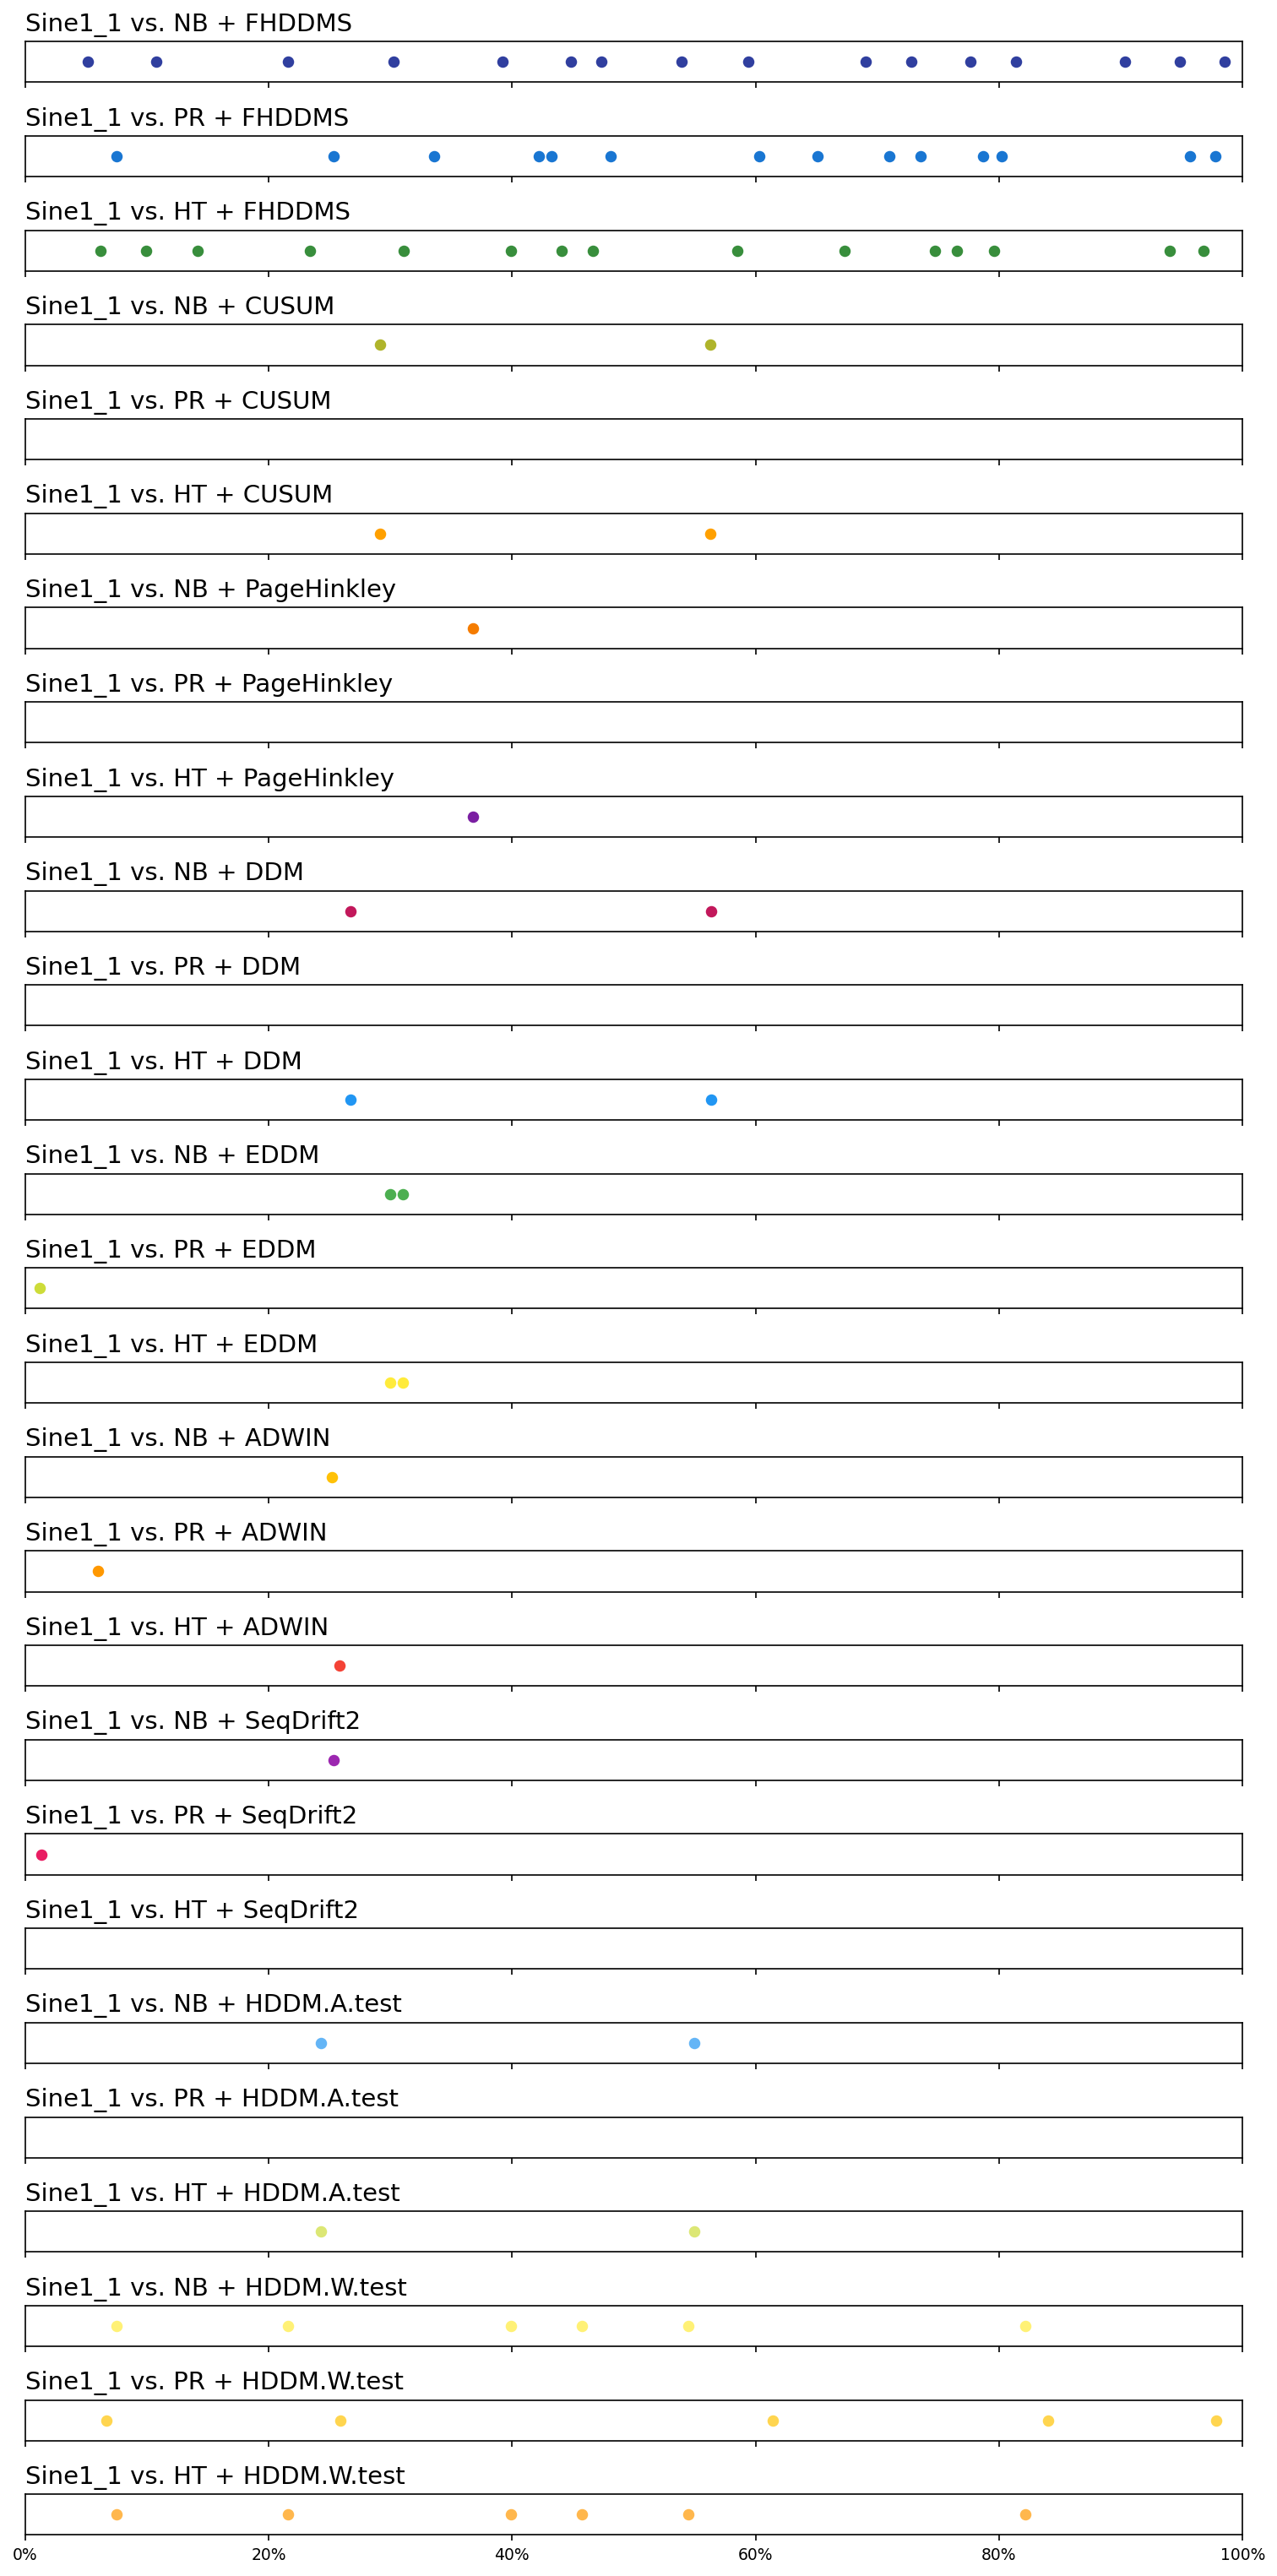 Sine1_1 vs. NB + FHDDMS
Sine1_1 vs. PR + FHDDMS
Sine1_1 vs. HT + FHDDMS
Sine1_1 vs. NB + CUSUM
Sine1_1 vs. PR + CUSUM
Sine1_1 vs. HT + CUSUM
Sine1_1 vs. NB + PageHinkley
Sine1_1 vs. PR + PageHinkley
Sine1_1 vs. HT + PageHinkley
Sine1_1 vs. NB + DDM
Sine1_1 vs. PR + DDM
Sine1_1 vs. HT + DDM
Sine1_1 vs. NB + EDDM
Sine1_1 vs. PR + EDDM
Sine1_1 vs. HT + EDDM
Sine1_1 vs. NB + ADWIN
Sine1_1 vs. PR + ADWIN
Sine1_1 vs. HT + ADWIN
Sine1_1 vs. NB + SeqDrift2
Sine1_1 vs. PR + SeqDrift2
Sine1_1 vs. HT + SeqDrift2
Sine1_1 vs. NB + HDDM.A.test
Sine1_1 vs. PR + HDDM.A.test
Sine1_1 vs. HT + HDDM.A.test
Sine1_1 vs. NB + HDDM.W.test
Sine1_1 vs. PR + HDDM.W.test
Sine1_1 vs. HT + HDDM.W.test
0% 20% 40% 60% 80% 100%